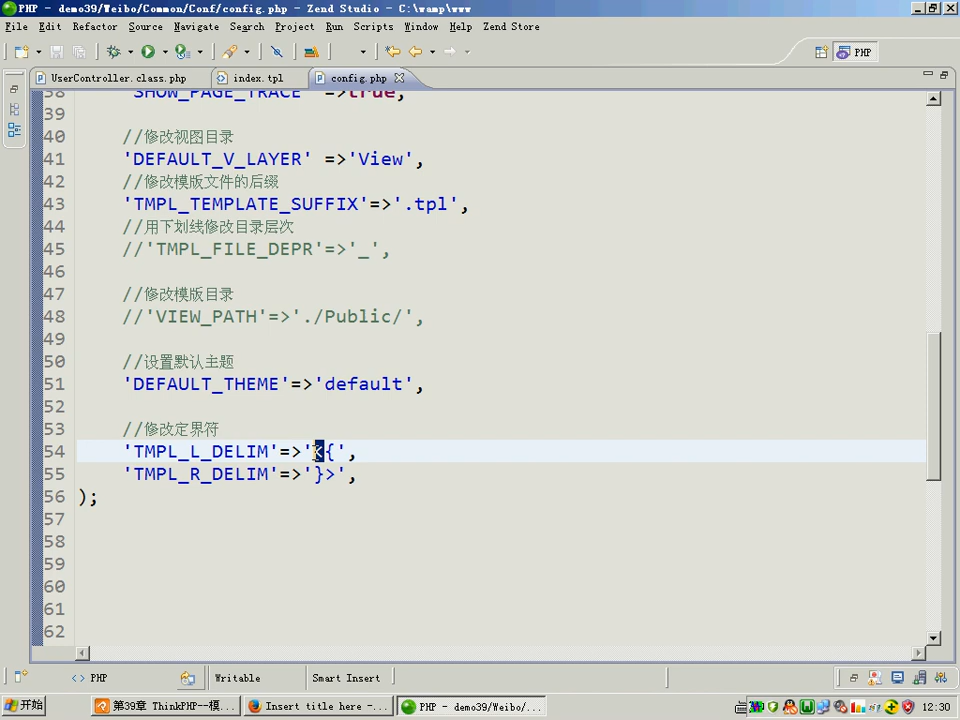 PHP - demo39/Weibo/Common/Conf/config.php - Zend Studio - C:\wamp\www
File Edit Refactor Source Navigate Search Project Run Scripts Window Help Zend Store
PHP
UserController.class.php index.tpl config.php
38 'SHOW_PAGE_TRACE' =>true,
39
40 //修改视图目录
41 'DEFAULT_V_LAYER' =>'View',
42 //修改模版文件的后缀
43 'TMPL_TEMPLATE_SUFFIX'=>'.tpl',
44 //用下划线修改目录层次
45 //'TMPL_FILE_DEPR'=>'_',
46
47 //修改模版目录
48 //'VIEW_PATH'=>'./Public/',
49
50 //设置默认主题
51 'DEFAULT_THEME'=>'default',
52
53 //修改定界符
54 'TMPL_L_DELIM'=>'<{',
55 'TMPL_R_DELIM'=>'}>',
56 );
57
58
59
60
61
62
PHP Writable Smart Insert
开始 第39章 ThinkPHP--模... Insert title here -... PHP - demo39/Weibo/... 12:30